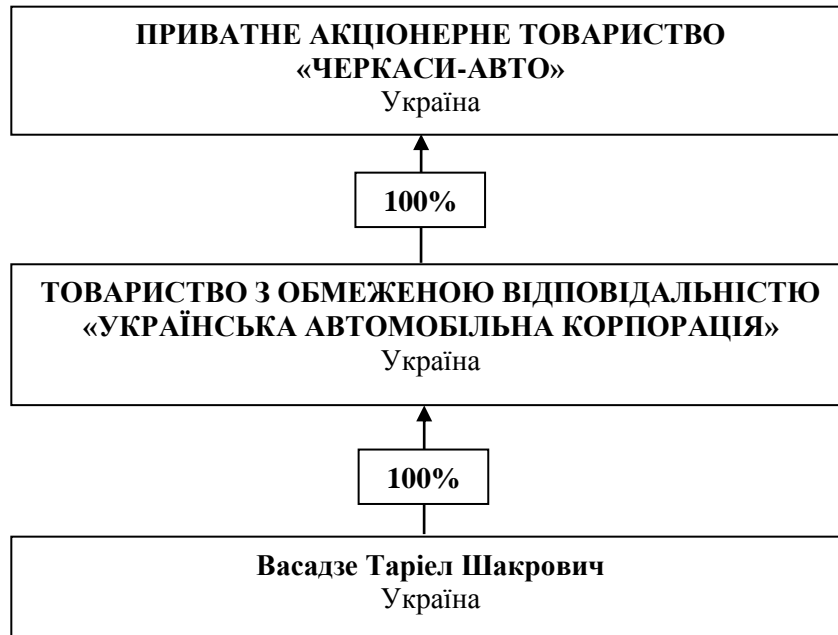 ПРИВАТНЕ АКЦІОНЕРНЕ ТОВАРИСТВО
«ЧЕРКАСИ-АВТО»
Україна
100%
ТОВАРИСТВО З ОБМЕЖЕНОЮ ВІДПОВІДАЛЬНІСТЮ
«УКРАЇНСЬКА АВТОМОБІЛЬНА КОРПОРАЦІЯ»
Україна
100%
Васадзе Таріел Шакрович
Україна